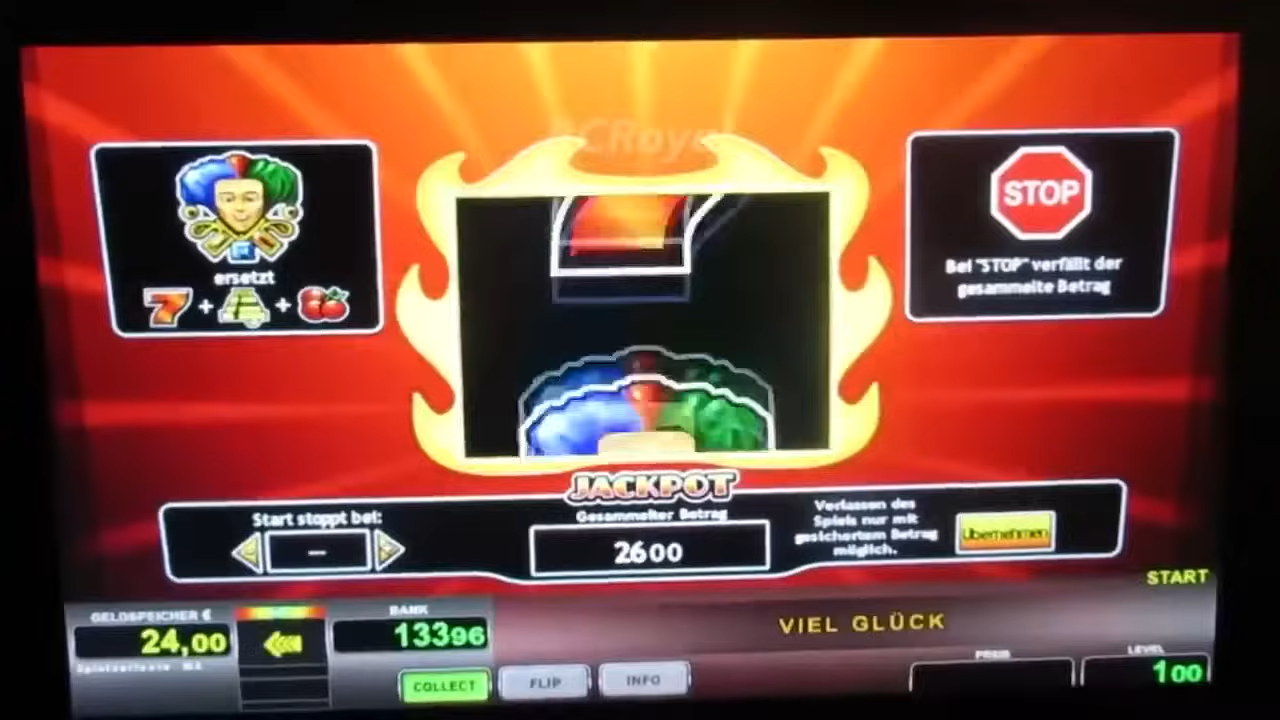 ersetzt
7 + +
STOP
Bei "STOP" verfällt der
gesammelte Betrag
JACKPOT
Start stoppt bei:
--
Gesammelter Betrag
2600
Verlassen des
Spiels nur mit
gesichertem Betrag
möglich.
Übernehmen
START
GELDSPEICHER €
24,00
BANK
13396
VIEL GLÜCK
COLLECT
FLIP
INFO
PREIS
LEVEL
100